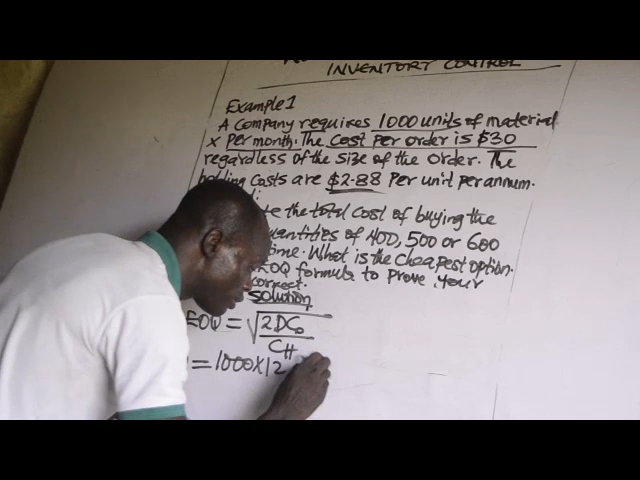 INVENTORY CONTROL
Example 1
A Company requires 1000 units of material
X per month. The cost per order is $30
regardless of the size of the order. The
holding costs are $2.88 per unit per annum.
the total cost of buying the
quantities of 400, 500 or 600
time. What is the cheapest option.
EOQ formula to prove your
correct.
Solution
EOQ = √2DCo
CH
= 1000X12